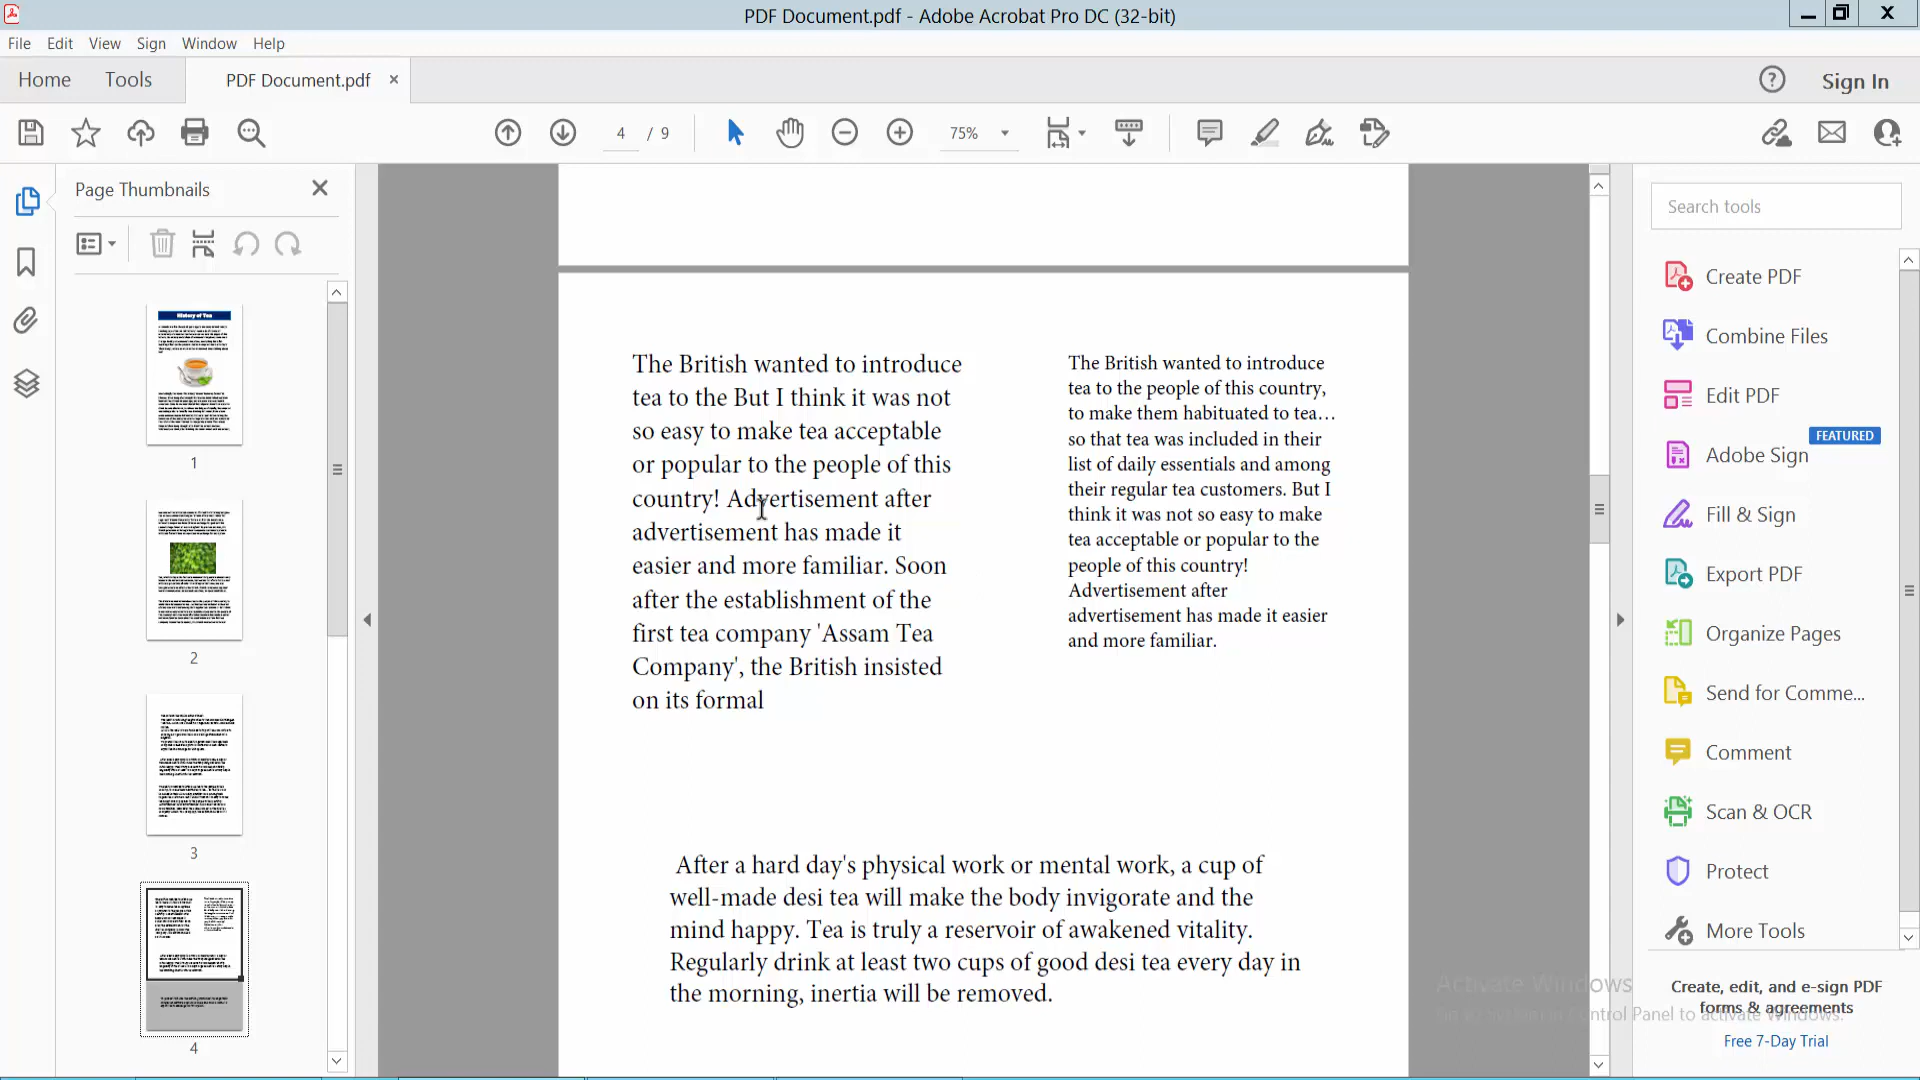 PDF Document.pdf - Adobe Acrobat Pro DC (32-bit)
File Edit View Sign Window Help
Home Tools PDF Document.pdf × Sign In
4 / 9 75%
Page Thumbnails
History of Tea
1
2
3
4
The British wanted to introduce
tea to the But I think it was not
so easy to make tea acceptable
or popular to the people of this
country! Advertisement after
advertisement has made it
easier and more familiar. Soon
after the establishment of the
first tea company 'Assam Tea
Company', the British insisted
on its formal
The British wanted to introduce
tea to the people of this country,
to make them habituated to tea…
so that tea was included in their
list of daily essentials and among
their regular tea customers. But I
think it was not so easy to make
tea acceptable or popular to the
people of this country!
Advertisement after
advertisement has made it easier
and more familiar.
After a hard day's physical work or mental work, a cup of
well-made desi tea will make the body invigorate and the
mind happy. Tea is truly a reservoir of awakened vitality.
Regularly drink at least two cups of good desi tea every day in
the morning, inertia will be removed.
Search tools
Create PDF
Combine Files
Edit PDF
FEATURED
Adobe Sign
Fill & Sign
Export PDF
Organize Pages
Send for Comme...
Comment
Scan & OCR
Protect
More Tools
Create, edit, and e-sign PDF
forms & agreements
Free 7-Day Trial
Activate Windows
Control Panel to activate Windows.